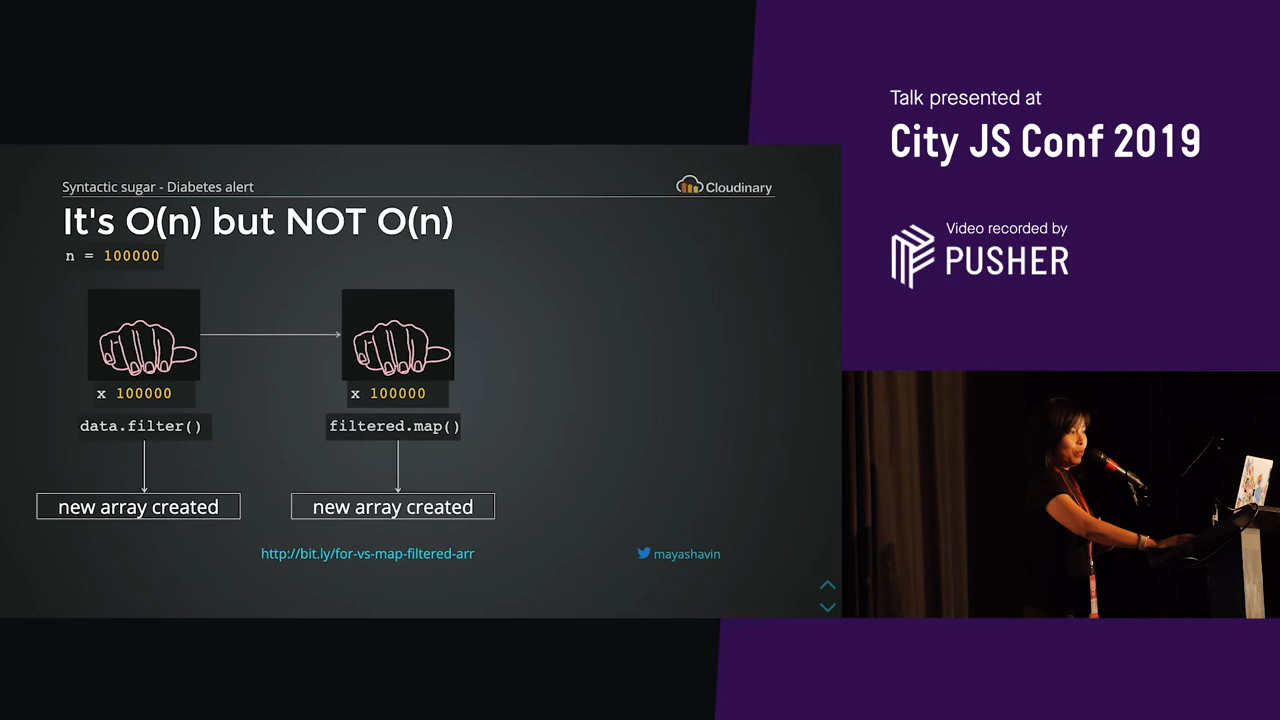 Talk presented at
City JS Conf 2019
Video recorded by
PUSHER
Syntactic sugar - Diabetes alert
Cloudinary
It's O(n) but NOT O(n)
n = 100000
x 100000
x 100000
data.filter()
filtered.map()
new array created
new array created
http://bit.ly/for-vs-map-filtered-arr
mayashavin